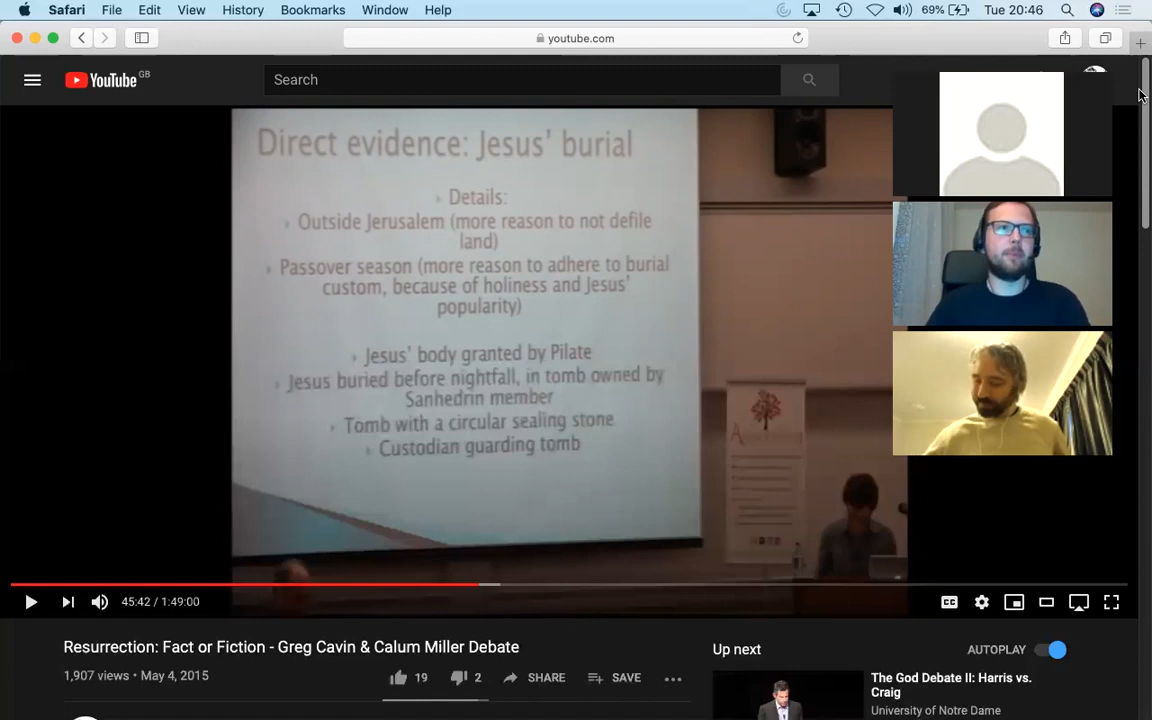 Safari File Edit View History Bookmarks Window Help 69% Tue 20:46
youtube.com
YouTube GB Search
Direct evidence: Jesus' burial
Details:
Outside Jerusalem (more reason to not defile
land)
Passover season (more reason to adhere to burial
custom, because of holiness and Jesus'
popularity)
Jesus' body granted by Pilate
Jesus buried before nightfall, in tomb owned by
Sanhedrin member
Tomb with a circular sealing stone
Custodian guarding tomb
45:42 / 1:49:00 CC
Resurrection: Fact or Fiction - Greg Cavin & Calum Miller Debate
1,907 views • May 4, 2015
19 2 SHARE SAVE
Up next AUTOPLAY
The God Debate II: Harris vs.
Craig
University of Notre Dame